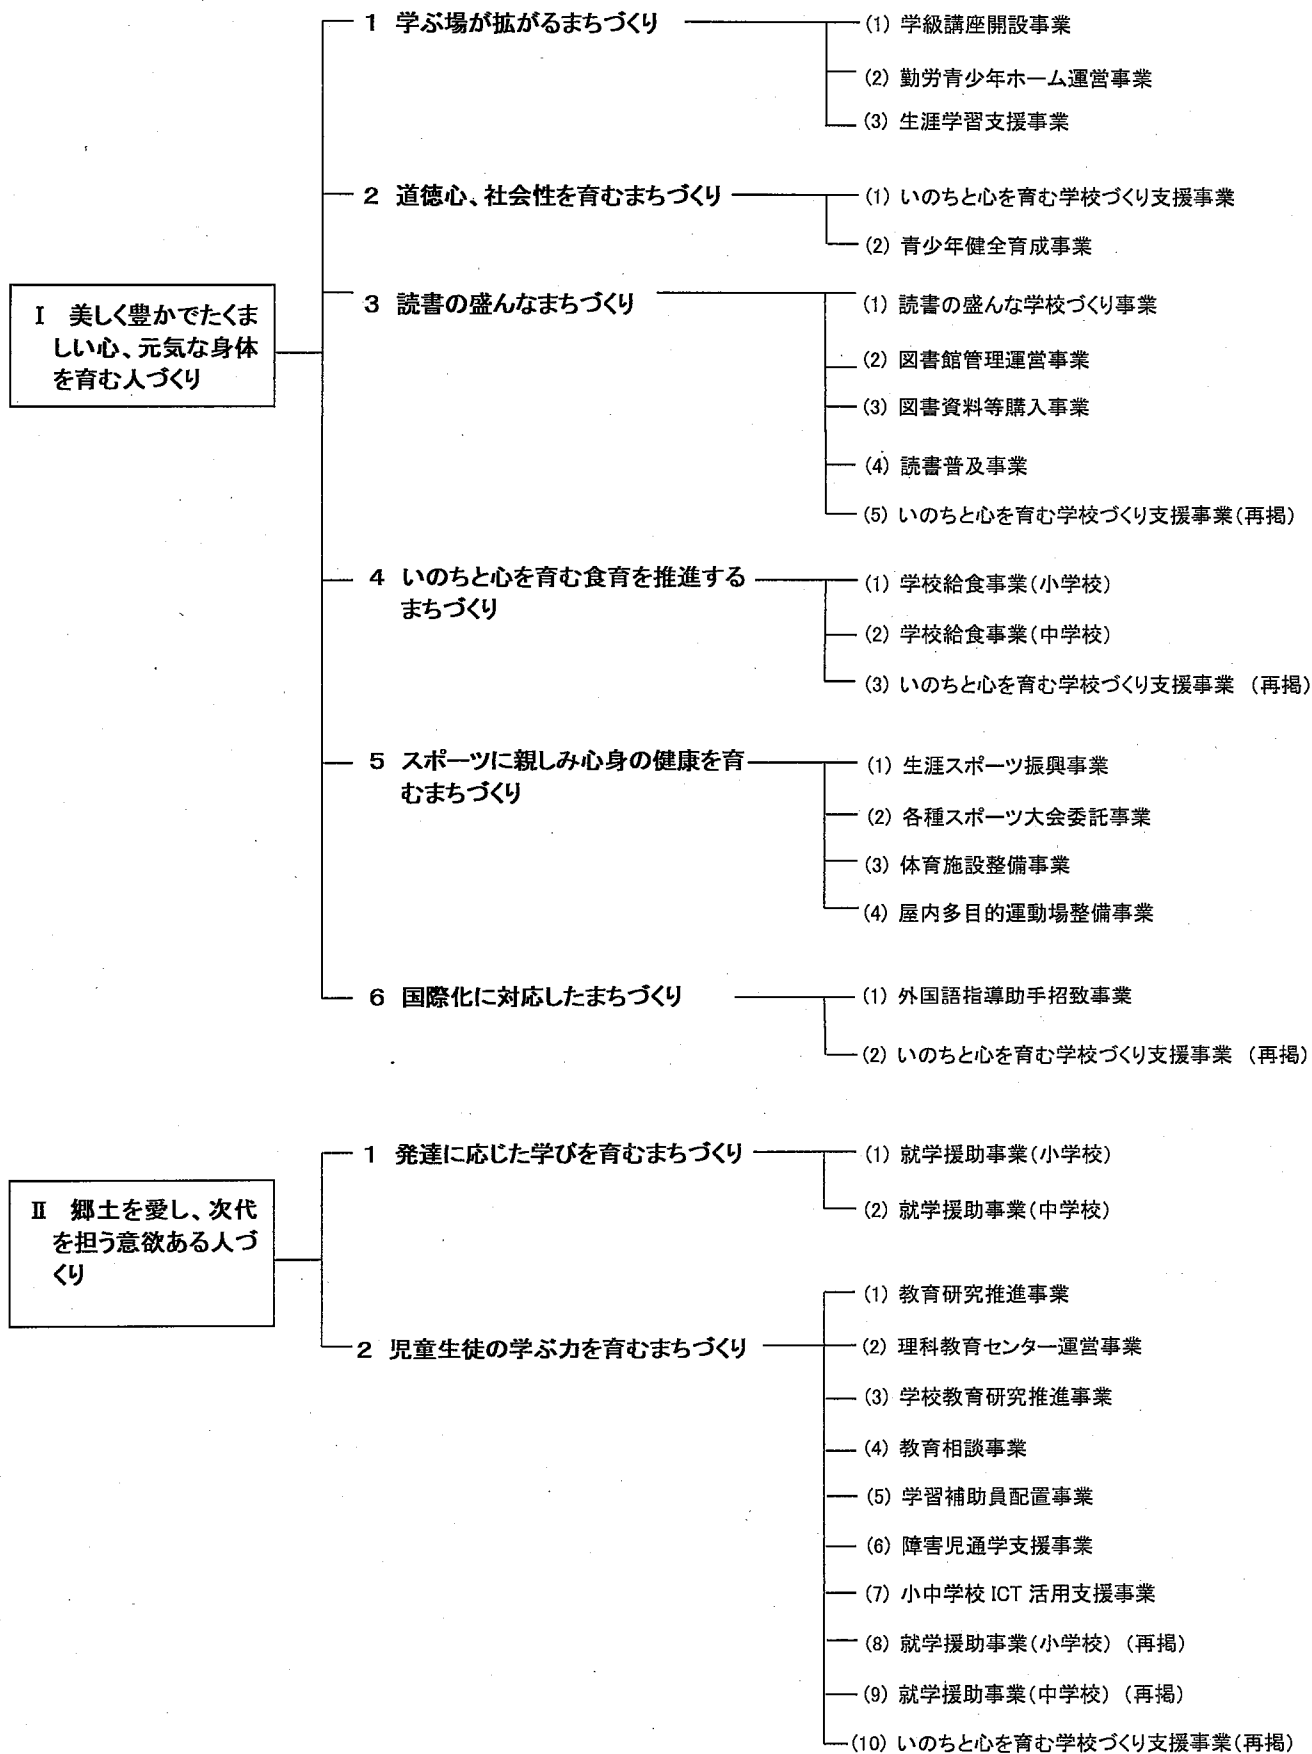 Ⅰ 美しく豊かでたくま
しい心、元気な身体
を育む人づくり
1 学ぶ場が拡がるまちづくり
(1) 学級講座開設事業
(2) 勤労青少年ホーム運営事業
(3) 生涯学習支援事業
2 道徳心、社会性を育むまちづくり
(1) いのちと心を育む学校づくり支援事業
(2) 青少年健全育成事業
3 読書の盛んなまちづくり
(1) 読書の盛んな学校づくり事業
(2) 図書館管理運営事業
(3) 図書資料等購入事業
(4) 読書普及事業
(5) いのちと心を育む学校づくり支援事業(再掲)
4 いのちと心を育む食育を推進する
まちづくり
(1) 学校給食事業(小学校)
(2) 学校給食事業(中学校)
(3) いのちと心を育む学校づくり支援事業 (再掲)
5 スポーツに親しみ心身の健康を育
むまちづくり
(1) 生涯スポーツ振興事業
(2) 各種スポーツ大会委託事業
(3) 体育施設整備事業
(4) 屋内多目的運動場整備事業
6 国際化に対応したまちづくり
(1) 外国語指導助手招致事業
(2) いのちと心を育む学校づくり支援事業 (再掲)
Ⅱ 郷土を愛し、次代
を担う意欲ある人づ
くり
1 発達に応じた学びを育むまちづくり
(1) 就学援助事業(小学校)
(2) 就学援助事業(中学校)
2 児童生徒の学ぶ力を育むまちづくり
(1) 教育研究推進事業
(2) 理科教育センター運営事業
(3) 学校教育研究推進事業
(4) 教育相談事業
(5) 学習補助員配置事業
(6) 障害児通学支援事業
(7) 小中学校 ICT 活用支援事業
(8) 就学援助事業(小学校) (再掲)
(9) 就学援助事業(中学校) (再掲)
(10) いのちと心を育む学校づくり支援事業(再掲)